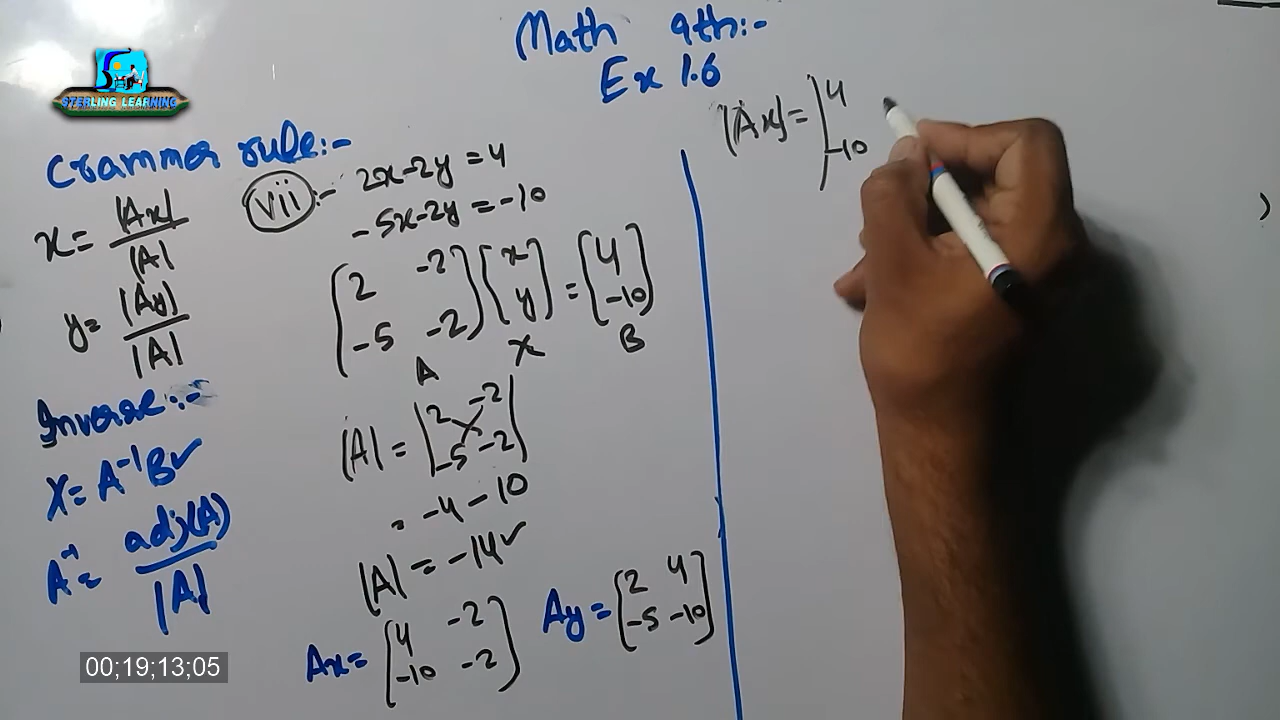 Math 9th:-
Ex 1.6
STERLING LEARNING
Crammer rule:-
x= |Ax| / |A|
y= |Ay| / |A|
Inverse:-
X= A⁻¹B✓
A⁻¹= adj(A) / |A|
vii :- 2x-2y=4
-5x-2y=-10
[2 -2
-5 -2] [x
y] = [4
-10]
A X B
|A| = |2 -2
-5 -2|
= -4-10
|A| = -14✓
Ax= [4 -2
-10 -2]
Ay= [2 4
-5 -10]
|Ax|= |4
-10
00;19;13;05